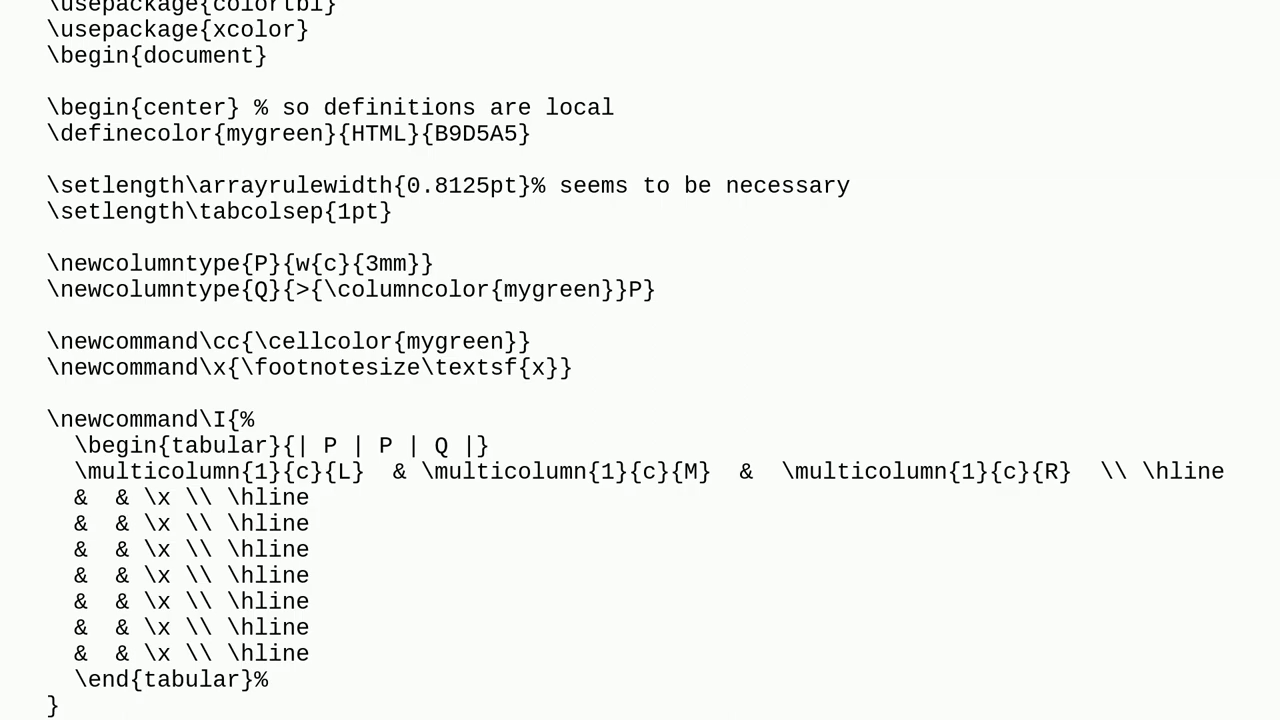 \usepackage{colortbl}
\usepackage{xcolor}
\begin{document}
\begin{center} % so definitions are local
\definecolor{mygreen}{HTML}{B9D5A5}
\setlength\arrayrulewidth{0.8125pt}% seems to be necessary
\setlength\tabcolsep{1pt}
\newcolumntype{P}{w{c}{3mm}}
\newcolumntype{Q}{>{\columncolor{mygreen}}P}
\newcommand\cc{\cellcolor{mygreen}}
\newcommand\x{\footnotesize\textsf{x}}
\newcommand\I{%
  \begin{tabular}{| P | P | Q |}
  \multicolumn{1}{c}{L}  & \multicolumn{1}{c}{M}  &  \multicolumn{1}{c}{R}  \\ \hline
  &  & \x \\ \hline
  &  & \x \\ \hline
  &  & \x \\ \hline
  &  & \x \\ \hline
  &  & \x \\ \hline
  &  & \x \\ \hline
  &  & \x \\ \hline
  \end{tabular}%
}